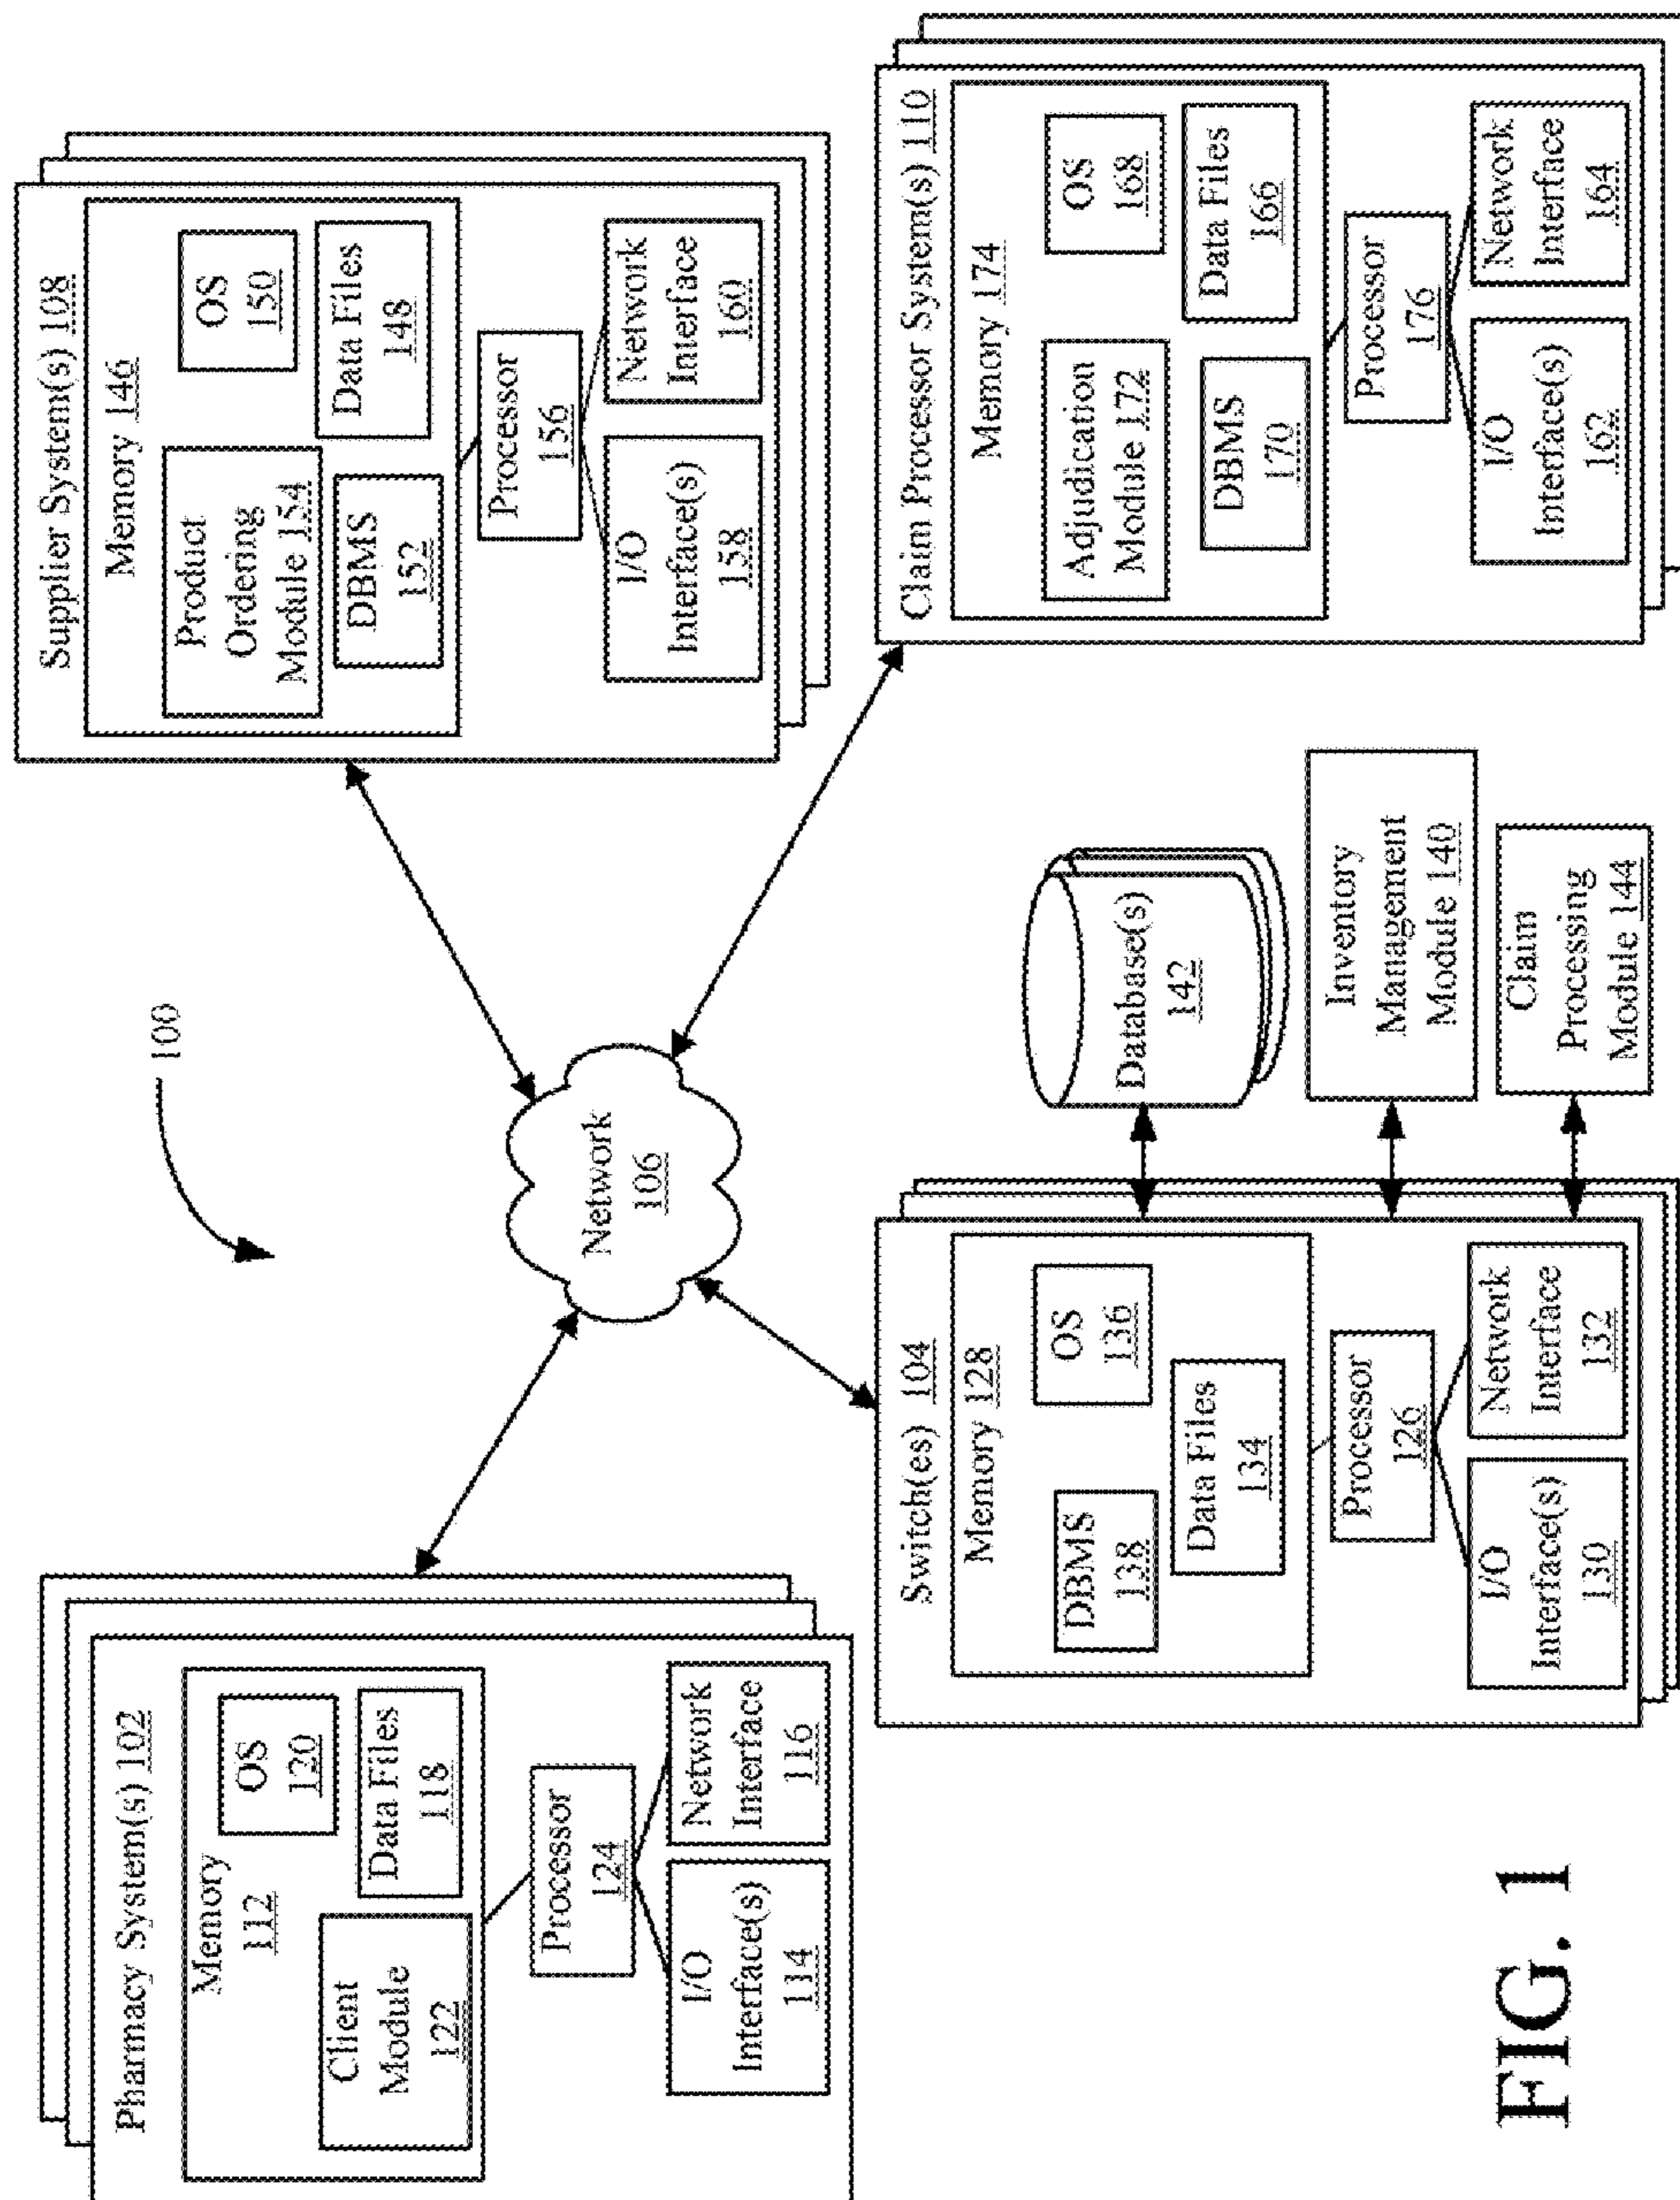 100
Pharmacy System(s) 102
Memory
112
OS
120
Client
Module
122
Data Files
118
Processor
124
I/O
Interface(s)
114
Network
Interface
116
Network
106
Supplier System(s) 108
Memory 146
Product
Ordering
Module 154
OS
150
DBMS
152
Data Files
148
Processor
156
I/O
Interface(s)
158
Network
Interface
160
Switch(es) 104
Memory 128
DBMS
138
OS
136
Data Files
134
Processor
126
I/O
Interface(s)
130
Network
Interface
132
Database(s)
142
Inventory
Management
Module 140
Claim
Processing
Module 144
Claim Processor System(s) 110
Memory 174
Adjudication
Module 172
OS
168
DBMS
170
Data Files
166
Processor
176
I/O
Interface(s)
162
Network
Interface
164
FIG. 1